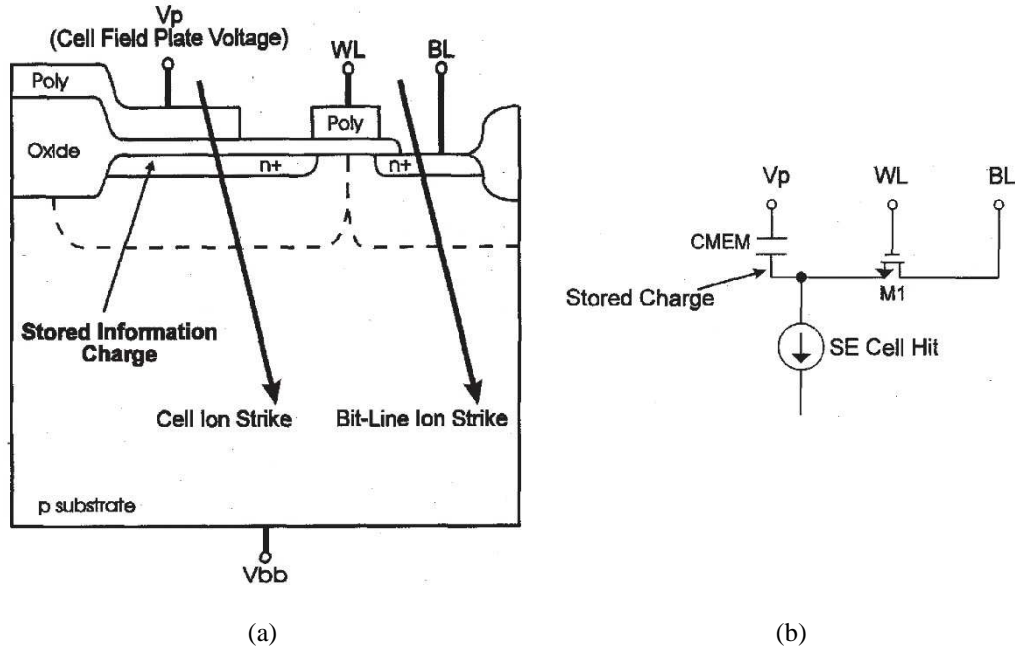 Vp
(Cell Field Plate Voltage)
WL
BL
Poly
Poly
Oxide
n+
n+
Stored Information
Charge
Cell Ion Strike
Bit-Line Ion Strike
p substrate
Vbb
(a)
Vp
WL
BL
CMEM
Stored Charge
M1
SE Cell Hit
(b)